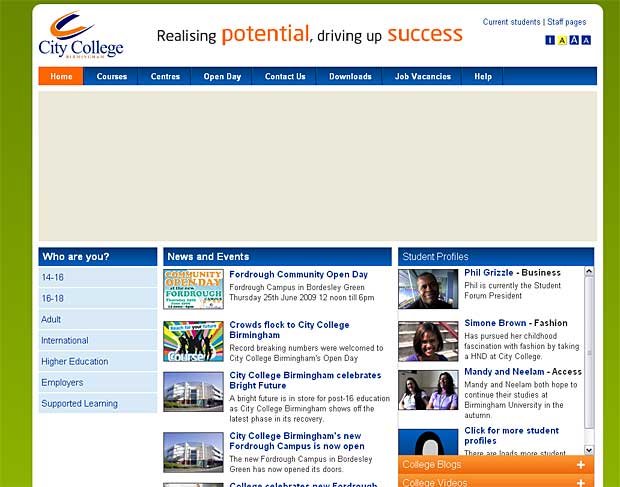 City College
BIRMINGHAM
Realising potential, driving up success
Current students | Staff pages
I A A A
Home
Courses
Centres
Open Day
Contact Us
Downloads
Job Vacancies
Help
Who are you?
14-16
16-18
Adult
International
Higher Education
Employers
Supported Learning
News and Events
COMMUNITY
OPEN DAY
at the new
FORDROUGH
CAMPUS
Fordrough Community Open Day
Fordrough Campus in Bordesley Green
Thursday 25th June 2009 12 noon till 6pm
Reach for your future
Course
Crowds flock to City College
Birmingham
Record breaking numbers were welcomed to
City College Birmingham's Open Day
City College Birmingham celebrates
Bright Future
A bright future is in store for post-16 education
as City College Birmingham shows off the
latest phase in its recovery.
City College Birmingham's new
Fordrough Campus is now open
The new Fordrough Campus in Bordesley
Green has now opened its doors.
College celebrates new Fordrough
Student Profiles
Phil Grizzle - Business
Phil is currently the Student
Forum President
Simone Brown - Fashion
Has pursued her childhood
fascination with fashion by taking
a HND at City College.
Mandy and Neelam - Access
Mandy and Neelam both hope to
continue their studies at
Birmingham University in the
autumn.
Click for more student
profiles
There are loads more student
College Blogs +
College Videos +